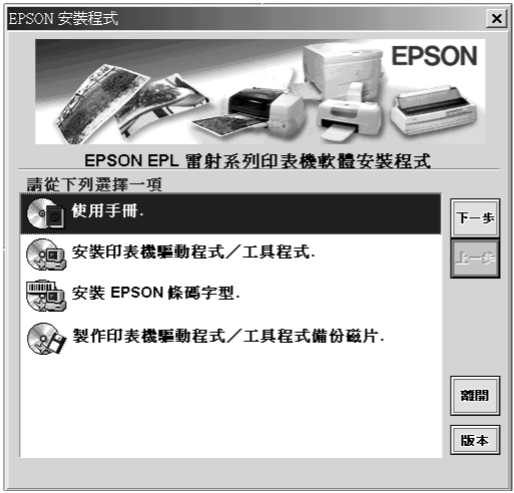 EPSON 安裝程式
EPSON
EPSON EPL 雷射系列印表機軟體安裝程式
請從下列選擇一項
使用手冊.
安裝印表機驅動程式／工具程式.
安裝 EPSON 條碼字型.
製作印表機驅動程式／工具程式備份磁片.
下一步
上一步
離開
版本